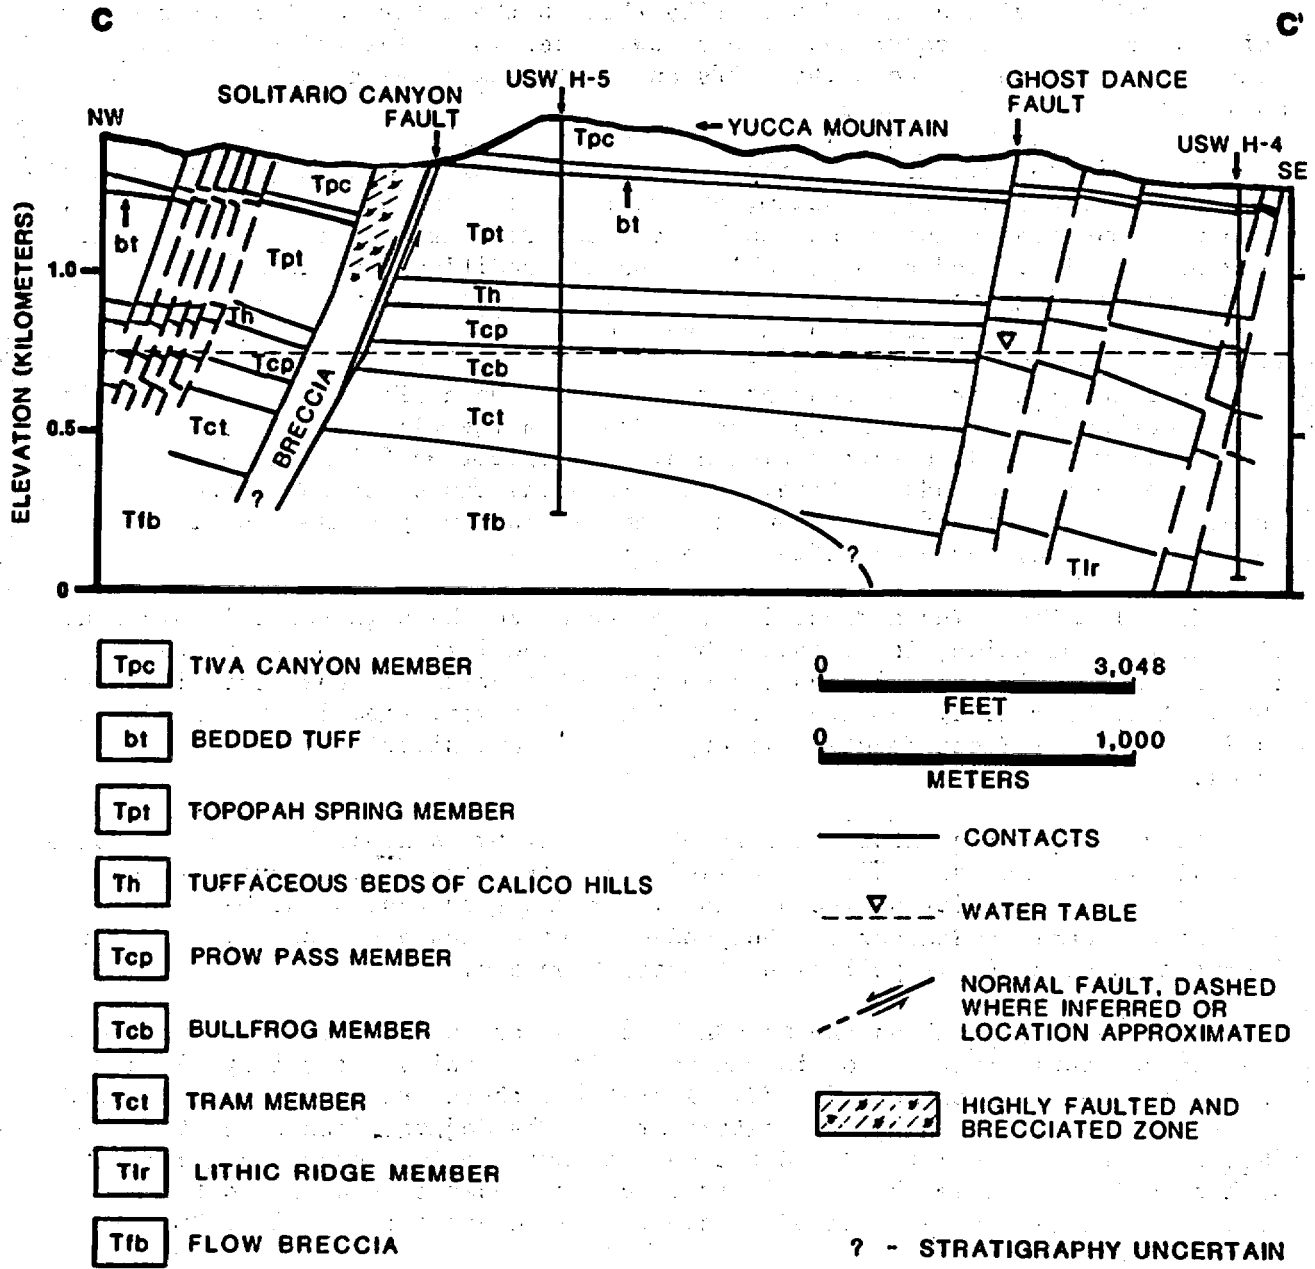 C
C'
USW H-5
GHOST DANCE
FAULT
SOLITARIO CANYON
FAULT
NW
Tpc
← YUCCA MOUNTAIN
USW H-4
SE
Tpc
bt
Tpt
Tpt
bt
ELEVATION (KILOMETERS)
1.0
Th
Th
Tcp
Tcp
Tcb
Tct
Tct
BRECCIA
0.5
?
Tfb
Tfb
?
Tlr
0
Tpc TIVA CANYON MEMBER
bt BEDDED TUFF
Tpt TOPOPAH SPRING MEMBER
Th TUFFACEOUS BEDS OF CALICO HILLS
Tcp PROW PASS MEMBER
Tcb BULLFROG MEMBER
Tct TRAM MEMBER
Tlr LITHIC RIDGE MEMBER
Tfb FLOW BRECCIA
0 3,048
FEET
0 1,000
METERS
CONTACTS
WATER TABLE
NORMAL FAULT, DASHED
WHERE INFERRED OR
LOCATION APPROXIMATED
HIGHLY FAULTED AND
BRECCIATED ZONE
? - STRATIGRAPHY UNCERTAIN